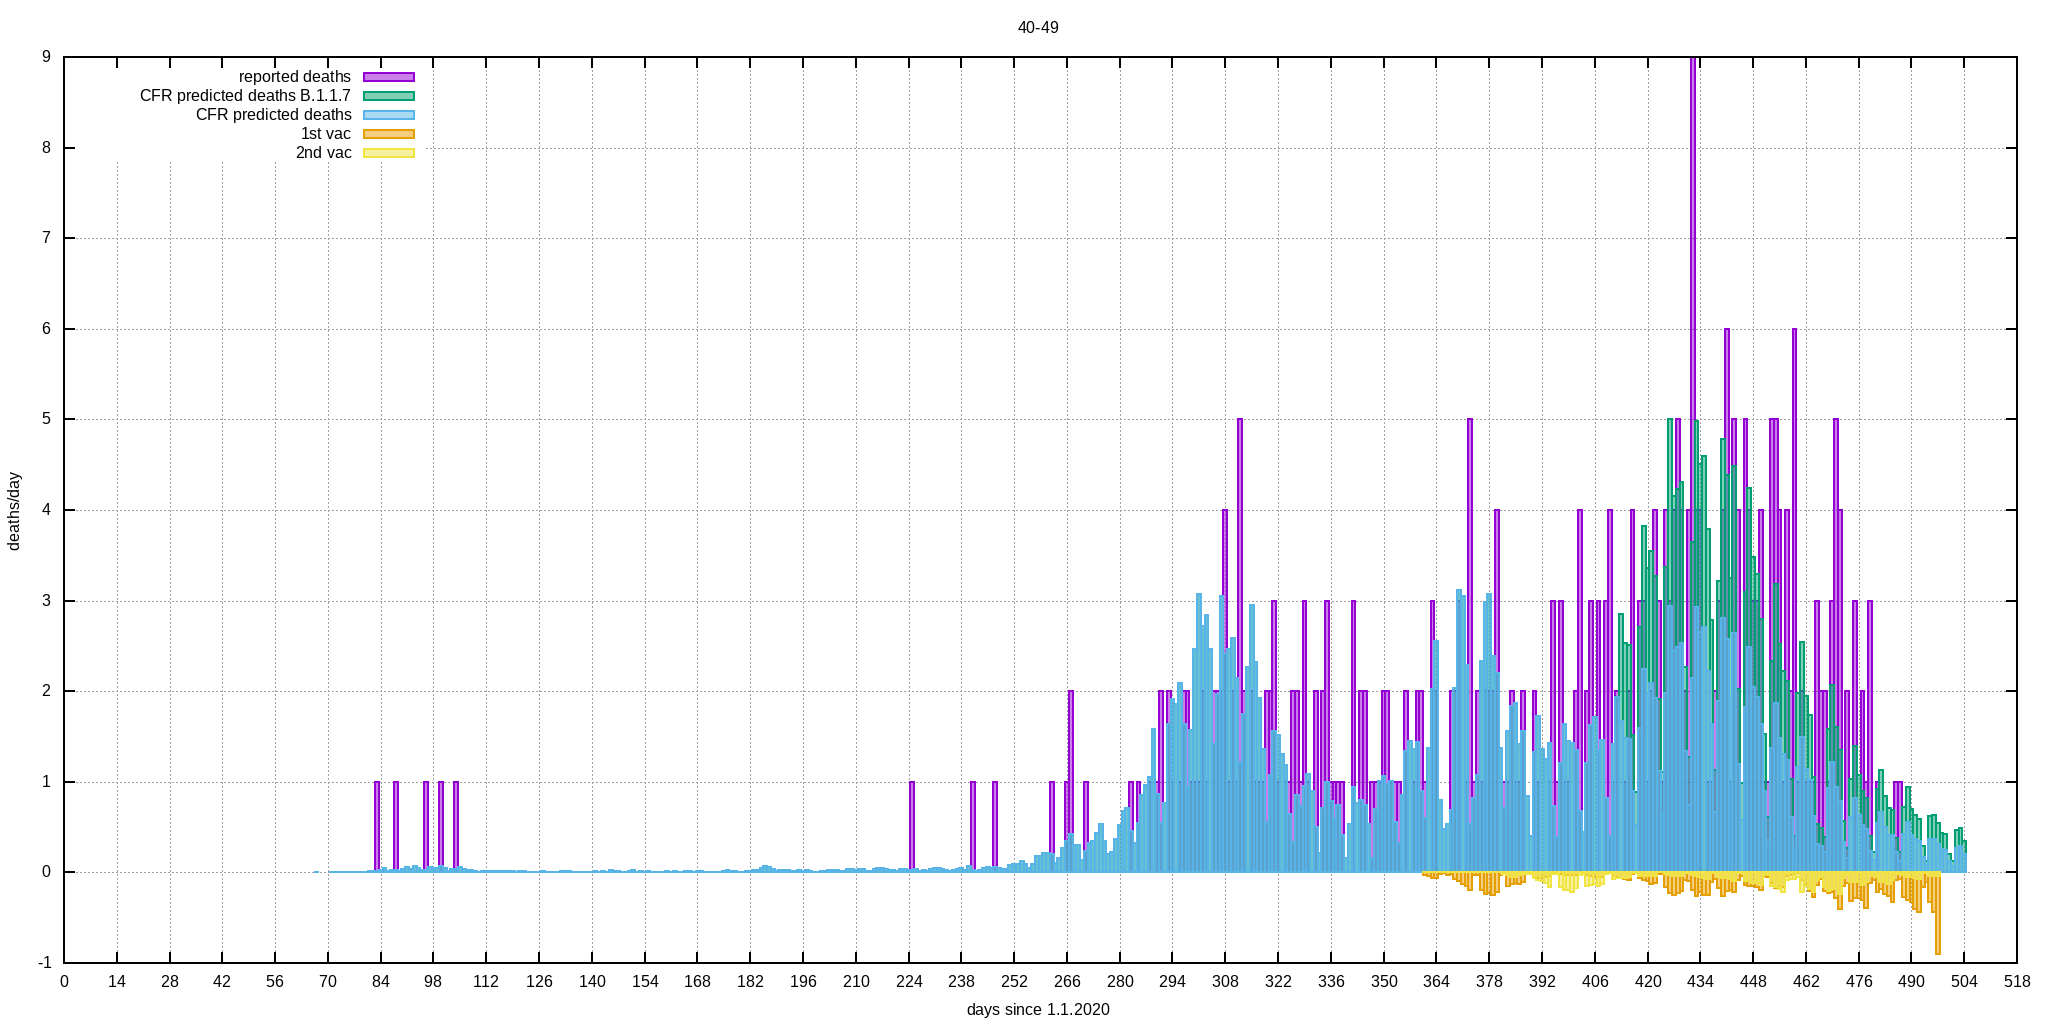 40-49
reported deaths
CFR predicted deaths B.1.1.7
CFR predicted deaths
1st vac
2nd vac
9
8
7
6
5
4
3
2
1
0
-1
deaths/day
0 14 28 42 56 70 84 98 112 126 140 154 168 182 196 210 224 238 252 266 280 294 308 322 336 350 364 378 392 406 420 434 448 462 476 490 504 518
days since 1.1.2020